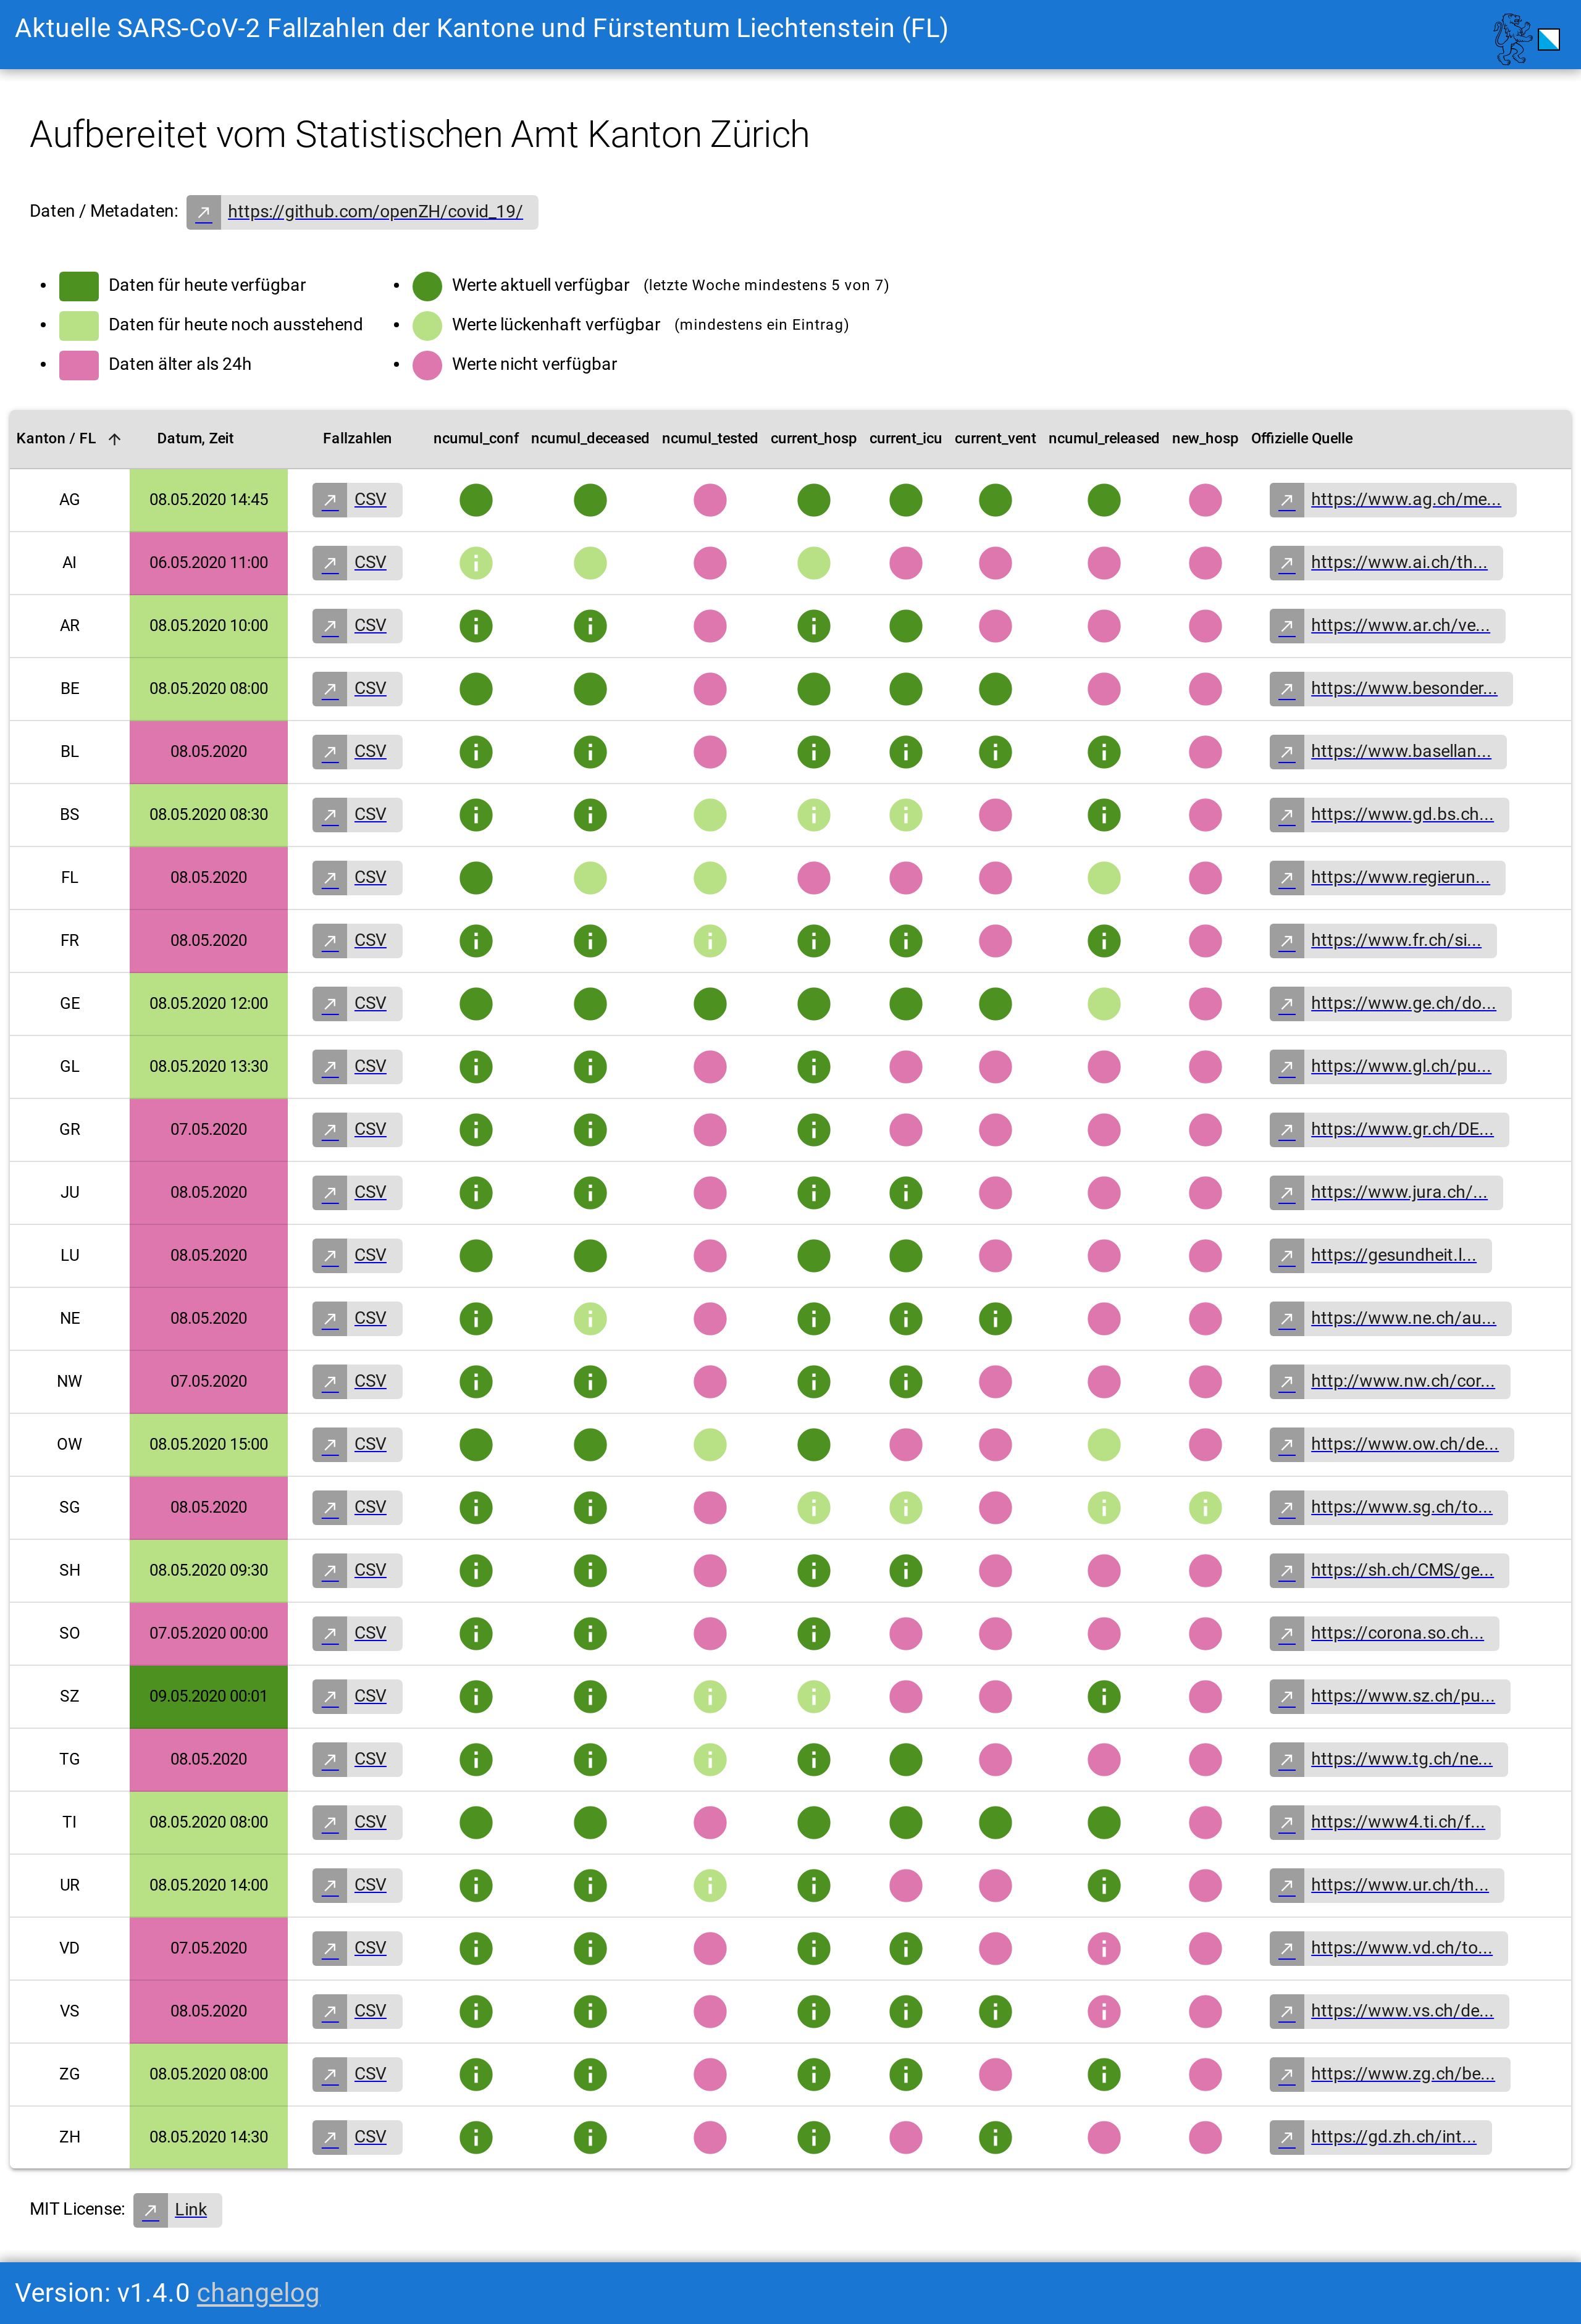 Aktuelle SARS-CoV-2 Fallzahlen der Kantone und Fürstentum Liechtenstein (FL)
Aufbereitet vom Statistischen Amt Kanton Zürich
Daten / Metadaten: https://github.com/openZH/covid_19/
Daten für heute verfügbar
Daten für heute noch ausstehend
Daten älter als 24h
Werte aktuell verfügbar (letzte Woche mindestens 5 von 7)
Werte lückenhaft verfügbar (mindestens ein Eintrag)
Werte nicht verfügbar
Kanton / FL Datum, Zeit Fallzahlen ncumul_conf ncumul_deceased ncumul_tested current_hosp current_icu current_vent ncumul_released new_hosp Offizielle Quelle
AG 08.05.2020 14:45 CSV https://www.ag.ch/me...
AI 06.05.2020 11:00 CSV https://www.ai.ch/th...
AR 08.05.2020 10:00 CSV https://www.ar.ch/ve...
BE 08.05.2020 08:00 CSV https://www.besonder...
BL 08.05.2020 CSV https://www.basellan...
BS 08.05.2020 08:30 CSV https://www.gd.bs.ch...
FL 08.05.2020 CSV https://www.regierun...
FR 08.05.2020 CSV https://www.fr.ch/si...
GE 08.05.2020 12:00 CSV https://www.ge.ch/do...
GL 08.05.2020 13:30 CSV https://www.gl.ch/pu...
GR 07.05.2020 CSV https://www.gr.ch/DE...
JU 08.05.2020 CSV https://www.jura.ch/...
LU 08.05.2020 CSV https://gesundheit.l...
NE 08.05.2020 CSV https://www.ne.ch/au...
NW 07.05.2020 CSV http://www.nw.ch/cor...
OW 08.05.2020 15:00 CSV https://www.ow.ch/de...
SG 08.05.2020 CSV https://www.sg.ch/to...
SH 08.05.2020 09:30 CSV https://sh.ch/CMS/ge...
SO 07.05.2020 00:00 CSV https://corona.so.ch...
SZ 09.05.2020 00:01 CSV https://www.sz.ch/pu...
TG 08.05.2020 CSV https://www.tg.ch/ne...
TI 08.05.2020 08:00 CSV https://www4.ti.ch/f...
UR 08.05.2020 14:00 CSV https://www.ur.ch/th...
VD 07.05.2020 CSV https://www.vd.ch/to...
VS 08.05.2020 CSV https://www.vs.ch/de...
ZG 08.05.2020 08:00 CSV https://www.zg.ch/be...
ZH 08.05.2020 14:30 CSV https://gd.zh.ch/int...
MIT License: Link
Version: v1.4.0 changelog